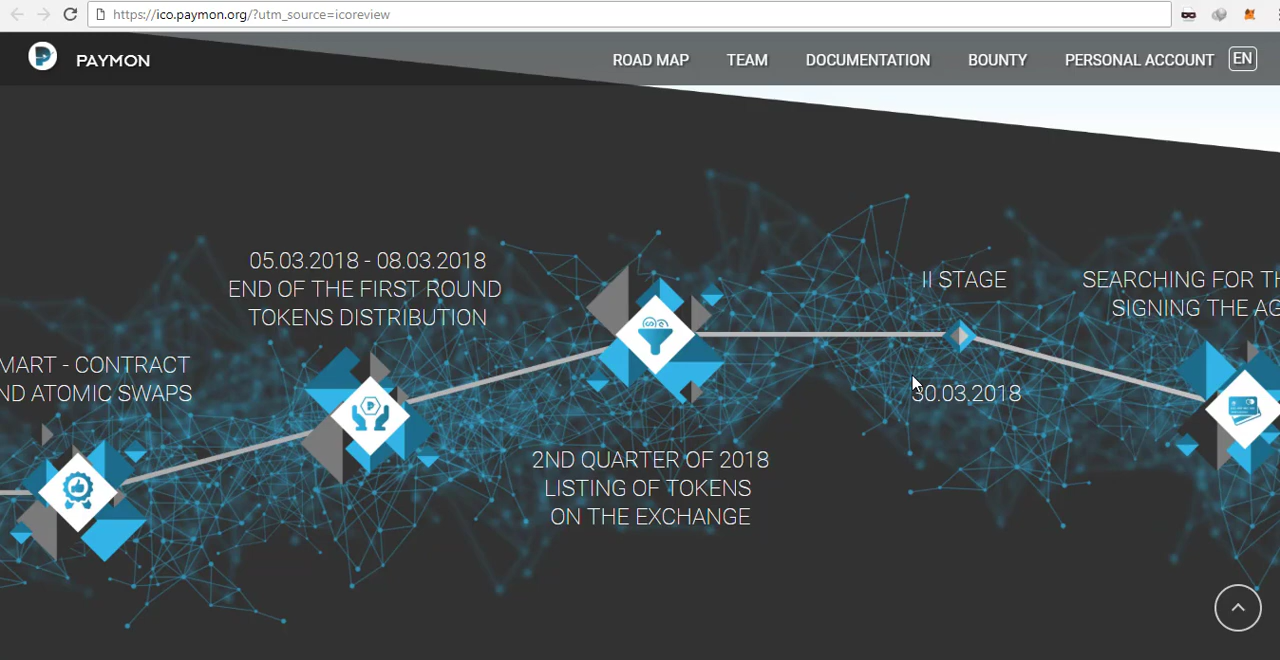 https://ico.paymon.org/?utm_source=icoreview
PAYMON
ROAD MAP
TEAM
DOCUMENTATION
BOUNTY
PERSONAL ACCOUNT
EN
MART - CONTRACT
ND ATOMIC SWAPS
05.03.2018 - 08.03.2018
END OF THE FIRST ROUND
TOKENS DISTRIBUTION
2ND QUARTER OF 2018
LISTING OF TOKENS
ON THE EXCHANGE
II STAGE
30.03.2018
SEARCHING FOR TH
SIGNING THE AG